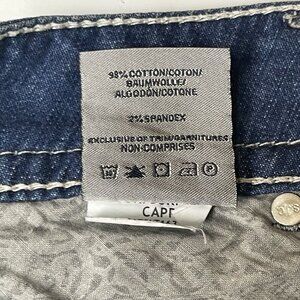 98% COTTON/COTON/
BAUMWOLLE/
ALGODÓN/COTONE
2% SPANDEX
EXCLUSIVE OF TRIM/GARNITURES
NON-COMPRISES
CAPI